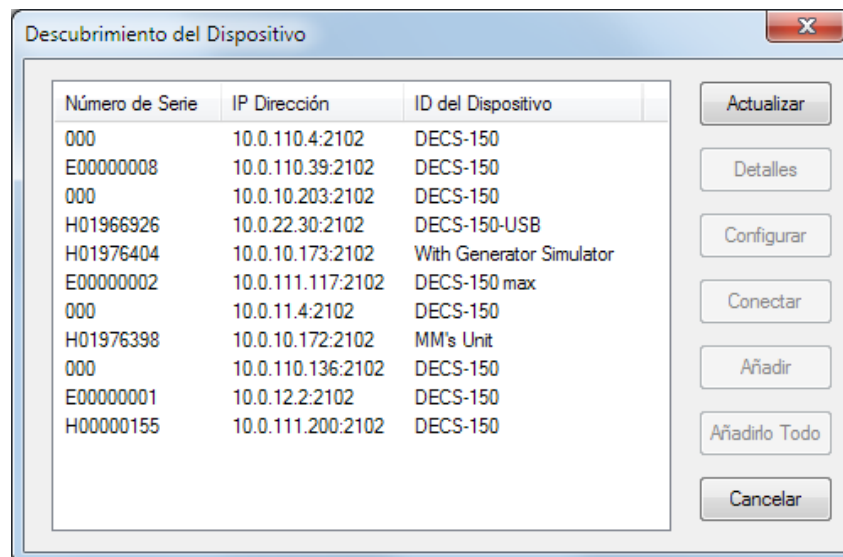 Descubrimiento del Dispositivo
Número de Serie IP Dirección ID del Dispositivo
000 10.0.110.4:2102 DECS-150
E00000008 10.0.110.39:2102 DECS-150
000 10.0.10.203:2102 DECS-150
H01966926 10.0.22.30:2102 DECS-150-USB
H01976404 10.0.10.173:2102 With Generator Simulator
E00000002 10.0.111.117:2102 DECS-150 max
000 10.0.11.4:2102 DECS-150
H01976398 10.0.10.172:2102 MM's Unit
000 10.0.110.136:2102 DECS-150
E00000001 10.0.12.2:2102 DECS-150
H00000155 10.0.111.200:2102 DECS-150
Actualizar
Detalles
Configurar
Conectar
Añadir
Añadirlo Todo
Cancelar